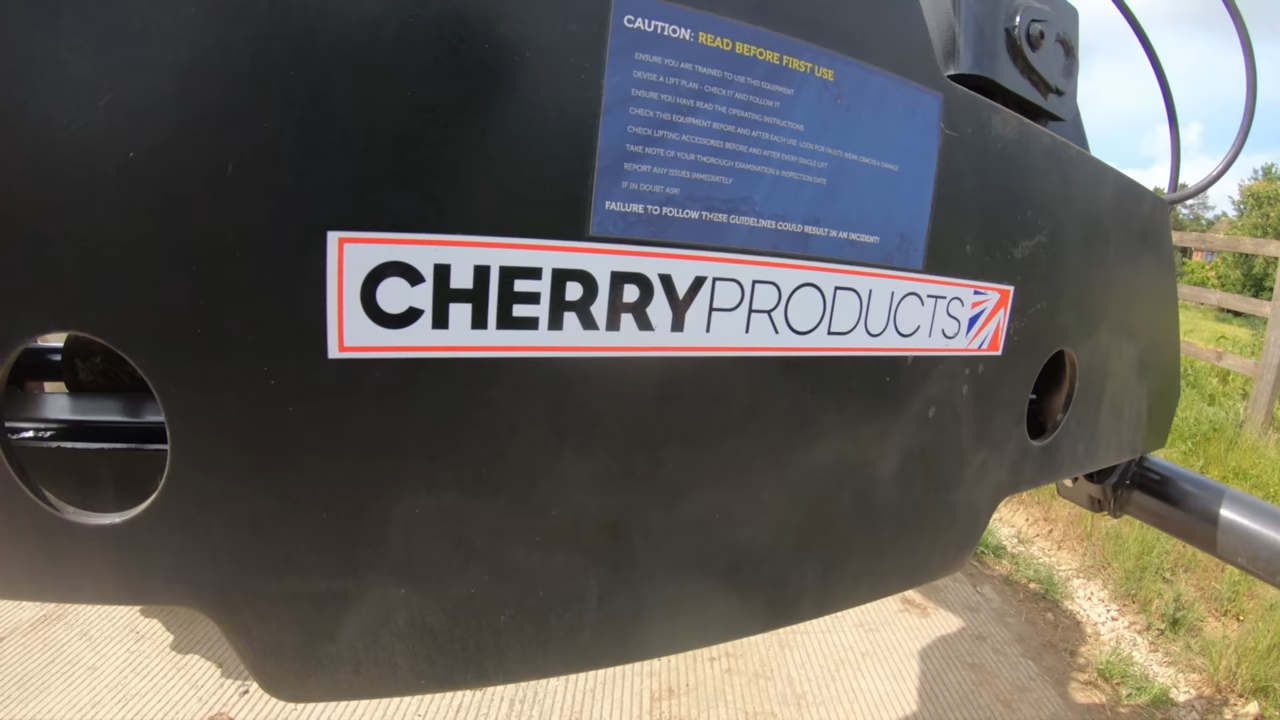 CAUTION: READ BEFORE FIRST USE
ENSURE YOU ARE TRAINED TO USE THIS EQUIPMENT
DEVISE A LIFT PLAN - CHECK IT AND FOLLOW IT
ENSURE YOU HAVE READ THE OPERATING INSTRUCTIONS
CHECK THIS EQUIPMENT BEFORE AND AFTER EACH USE. LOOK FOR FAULTS WEAR CRACKS & DAMAGE
CHECK LIFTING ACCESSORIES BEFORE AND AFTER EVERY SINGLE LIFT
TAKE NOTE OF YOUR THOROUGH EXAMINATION & INSPECTION DATE
REPORT ANY ISSUES IMMEDIATELY
IF IN DOUBT ASK!
FAILURE TO FOLLOW THESE GUIDELINES COULD RESULT IN AN INCIDENT!
CHERRYPRODUCTS